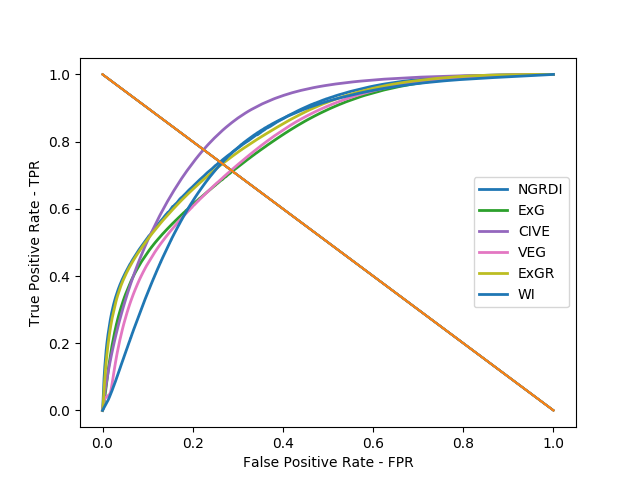 1.0
0.8
0.6
0.4
0.2
0.0
True Positive Rate - TPR
NGRDI
ExG
CIVE
VEG
ExGR
WI
0.0 0.2 0.4 0.6 0.8 1.0
False Positive Rate - FPR